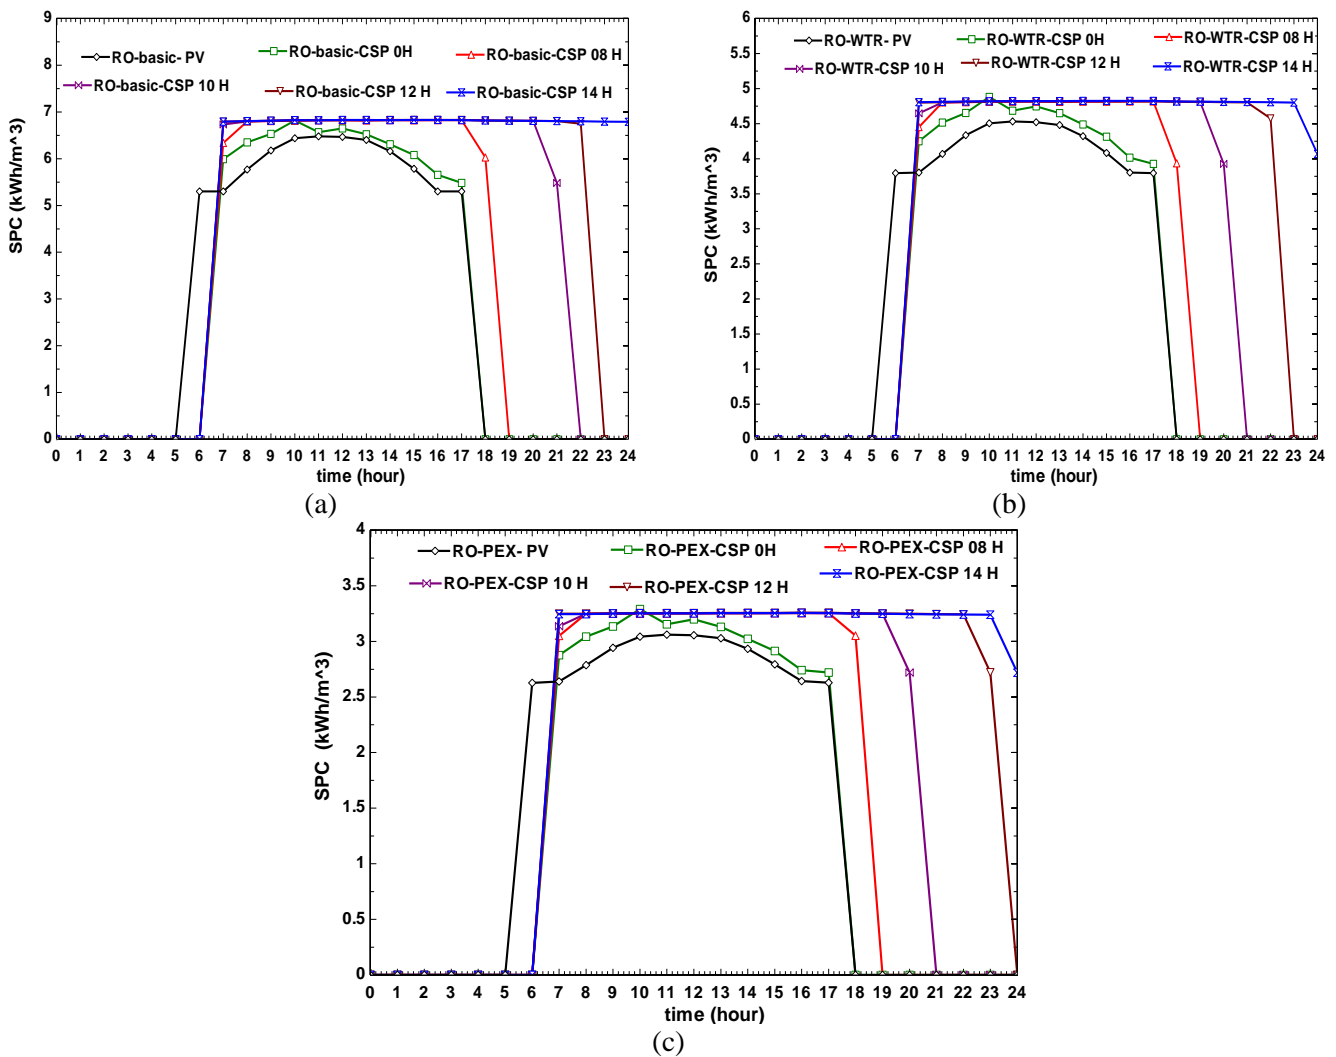 9
8
7
6
5
4
3
2
1
0
SPC (kWh/m^3)
RO-basic- PV
RO-basic-CSP 0H
RO-basic-CSP 08 H
RO-basic-CSP 10 H
RO-basic-CSP 12 H
RO-basic-CSP 14 H
0 1 2 3 4 5 6 7 8 9 10 11 12 13 14 15 16 17 18 19 20 21 22 23 24
time (hour)
(a)
6
5.5
5
4.5
4
3.5
3
2.5
2
1.5
1
0.5
0
SPC (kWh/m^3)
RO-WTR- PV
RO-WTR-CSP 0H
RO-WTR-CSP 08 H
RO-WTR-CSP 10 H
RO-WTR-CSP 12 H
RO-WTR-CSP 14 H
0 1 2 3 4 5 6 7 8 9 10 11 12 13 14 15 16 17 18 19 20 21 22 23 24
time (hour)
(b)
4
3.5
3
2.5
2
1.5
1
0.5
0
SPC (kWh/m^3)
RO-PEX- PV
RO-PEX-CSP 0H
RO-PEX-CSP 08 H
RO-PEX-CSP 10 H
RO-PEX-CSP 12 H
RO-PEX-CSP 14 H
0 1 2 3 4 5 6 7 8 9 10 11 12 13 14 15 16 17 18 19 20 21 22 23 24
time (hour)
(c)